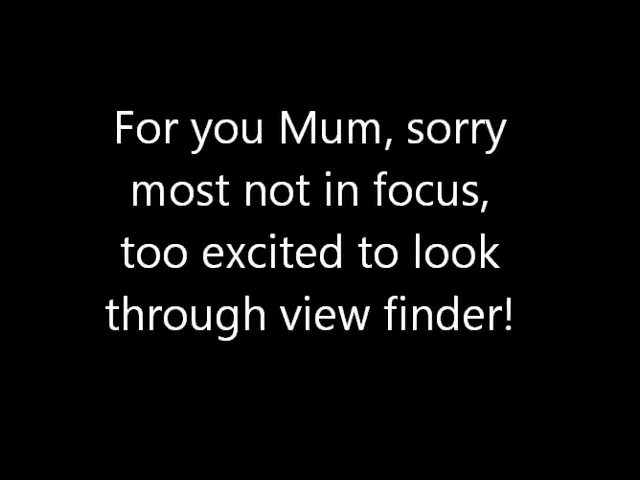 For you Mum, sorry
most not in focus,
too excited to look
through view finder!